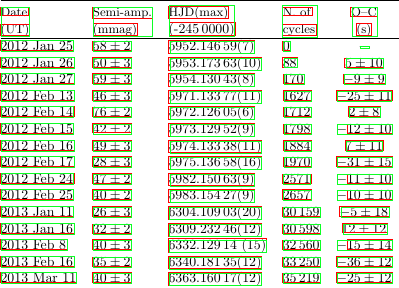 Date Semi-amp. HJD(max) N. of O–C
(UT) (mmag) (-245 0000) cycles (s)
2012 Jan 25 58 ± 2 5952.146 59(7) 0 –
2012 Jan 26 50 ± 3 5953.173 63(10) 88 5 ± 10
2012 Jan 27 59 ± 3 5954.130 43(8) 170 −9 ± 9
2012 Feb 13 46 ± 3 5971.133 77(11) 1627 −25 ± 11
2012 Feb 14 76 ± 2 5972.126 05(6) 1712 2 ± 8
2012 Feb 15 42 ± 2 5973.129 52(9) 1798 −12 ± 10
2012 Feb 16 49 ± 3 5974.133 38(11) 1884 7 ± 11
2012 Feb 17 28 ± 3 5975.136 58(16) 1970 −31 ± 15
2012 Feb 24 47 ± 2 5982.150 63(9) 2571 −11 ± 10
2012 Feb 25 40 ± 2 5983.154 27(9) 2657 −10 ± 10
2013 Jan 11 26 ± 3 6304.109 03(20) 30 159 −5 ± 18
2013 Jan 16 32 ± 2 6309.232 46(12) 30 598 12 ± 12
2013 Feb 8 40 ± 3 6332.129 14 (15) 32 560 −15 ± 14
2013 Feb 16 35 ± 2 6340.181 35(12) 33 250 −36 ± 12
2013 Mar 11 40 ± 3 6363.160 17(12) 35 219 −25 ± 12